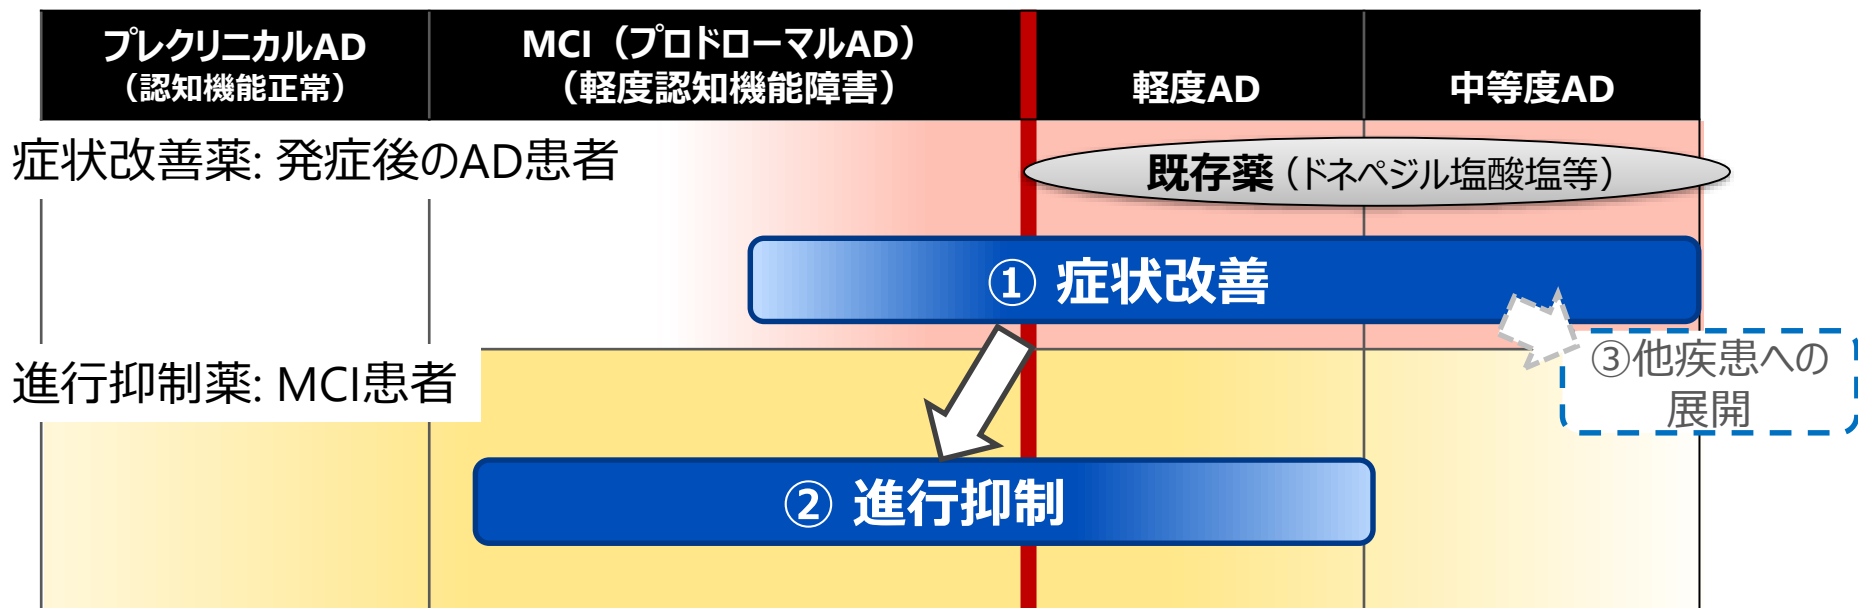 プレクリニカルAD
（認知機能正常）
MCI（プロドローマルAD）
（軽度認知機能障害）
軽度AD
中等度AD
症状改善薬: 発症後のAD患者
既存薬（ドネペジル塩酸塩等）
① 症状改善
③他疾患への
展開
進行抑制薬: MCI患者
② 進行抑制